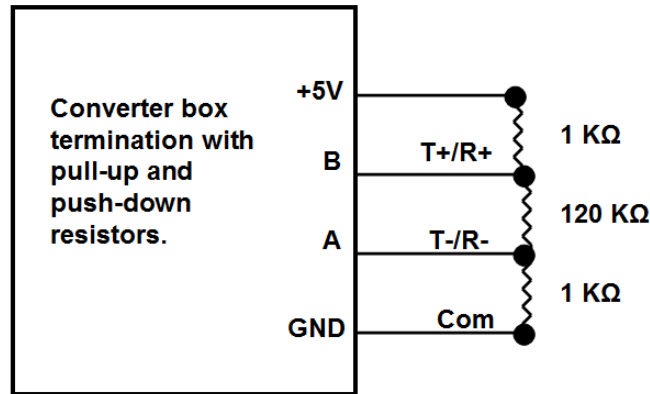 Converter box
termination with
pull-up and
push-down
resistors.
+5V
1 KΩ
B
T+/R+
120 KΩ
A
T-/R-
1 KΩ
GND
Com